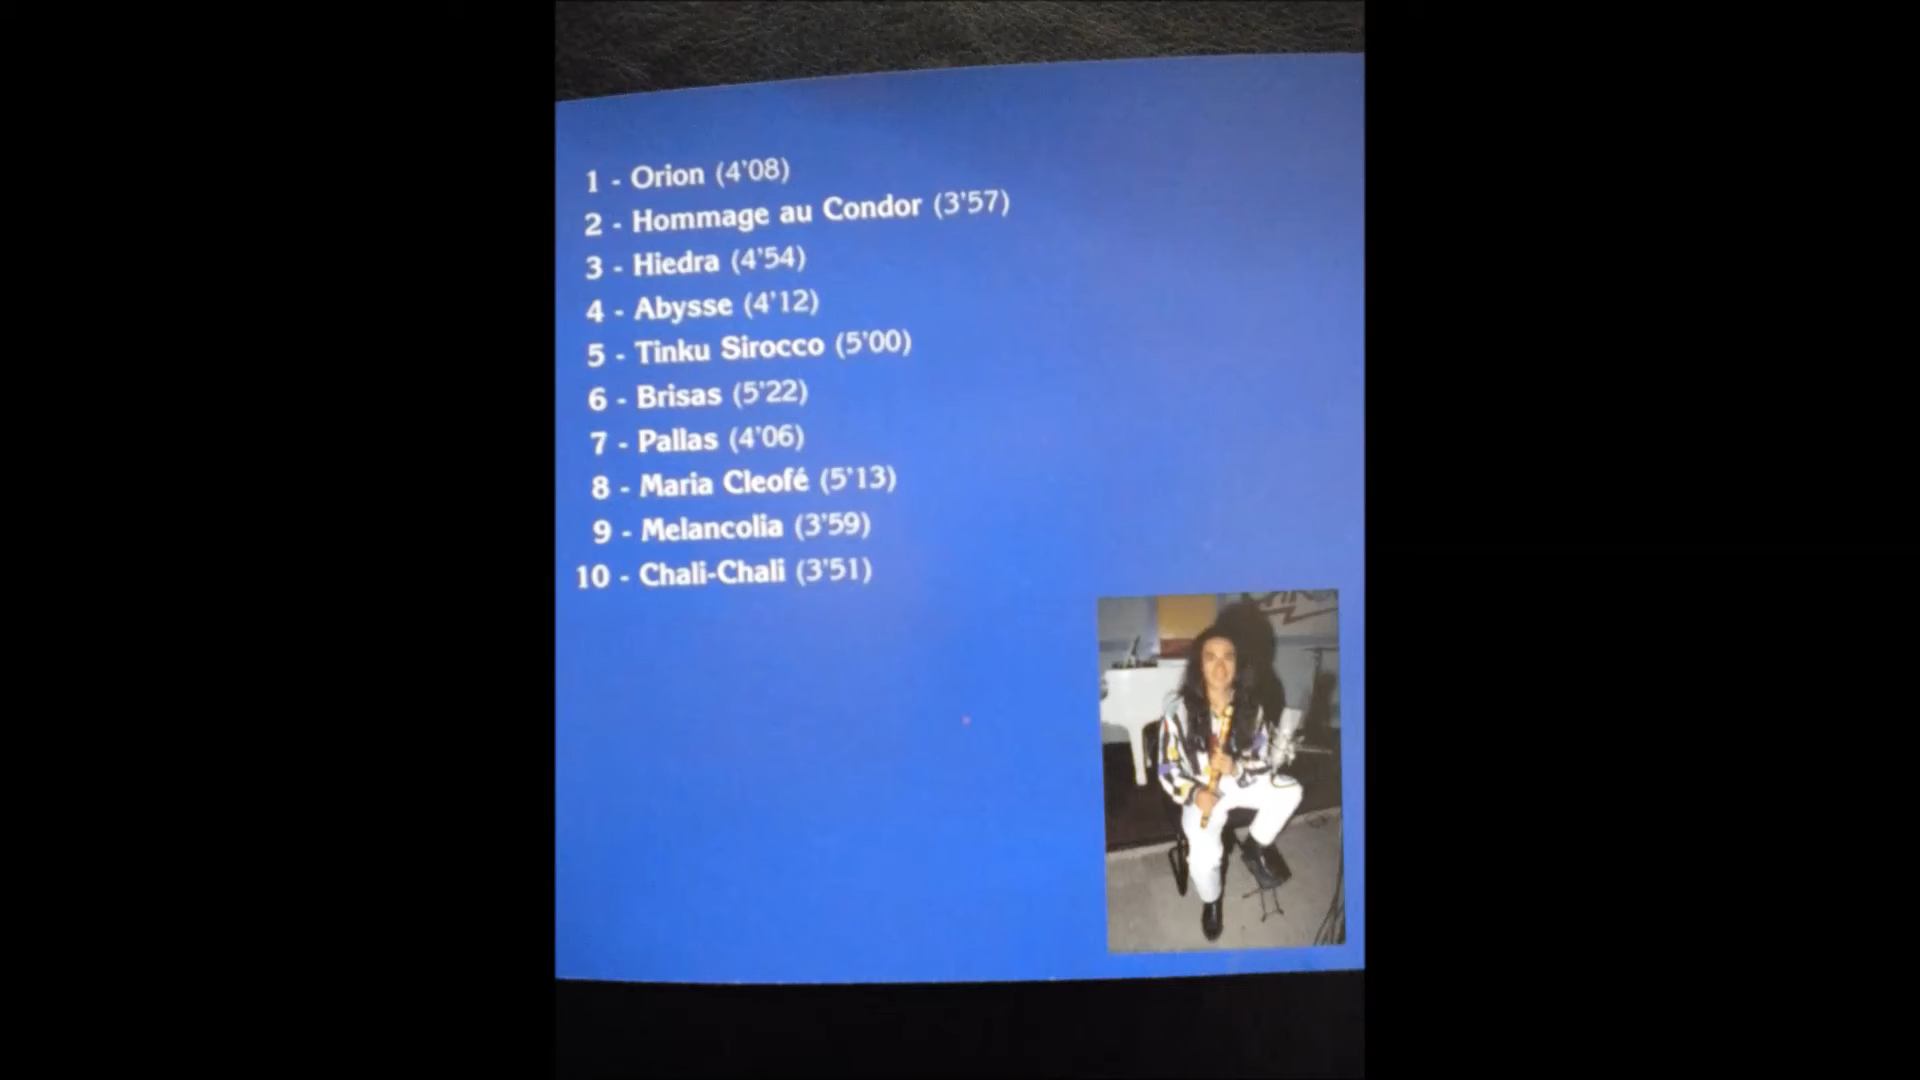 1 - Orion (4'08)
2 - Hommage au Condor (3'57)
3 - Hiedra (4'54)
4 - Abysse (4'12)
5 - Tinku Sirocco (5'00)
6 - Brisas (5'22)
7 - Pallas (4'06)
8 - Maria Cleofé (5'13)
9 - Melancolia (3'59)
10 - Chali-Chali (3'51)